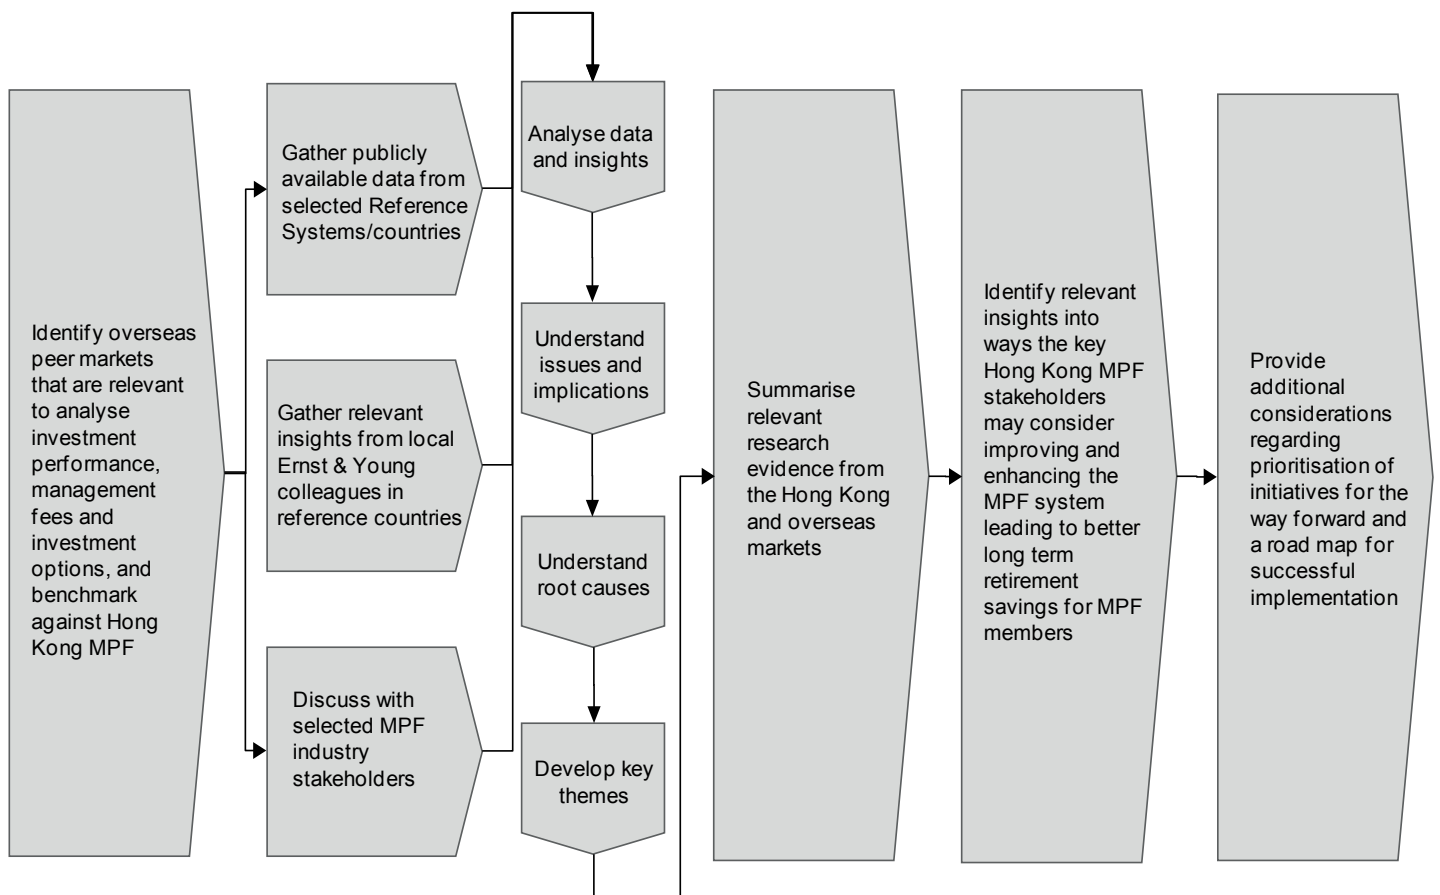 Identify overseas
peer markets
that are relevant
to analyse
investment
performance,
management
fees and
investment
options, and
benchmark
against Hong
Kong MPF
Gather publicly
available data from
selected Reference
Systems/countries
Gather relevant
insights from local
Ernst & Young
colleagues in
reference countries
Discuss with
selected MPF
industry
stakeholders
Analyse data
and insights
Understand
issues and
implications
Understand
root causes
Develop key
themes
Summarise
relevant
research
evidence from
the Hong Kong
and overseas
markets
Identify relevant
insights into
ways the key
Hong Kong MPF
stakeholders
may consider
improving and
enhancing the
MPF system
leading to better
long term
retirement
savings for MPF
members
Provide
additional
considerations
regarding
prioritisation of
initiatives for the
way forward and
a road map for
successful
implementation